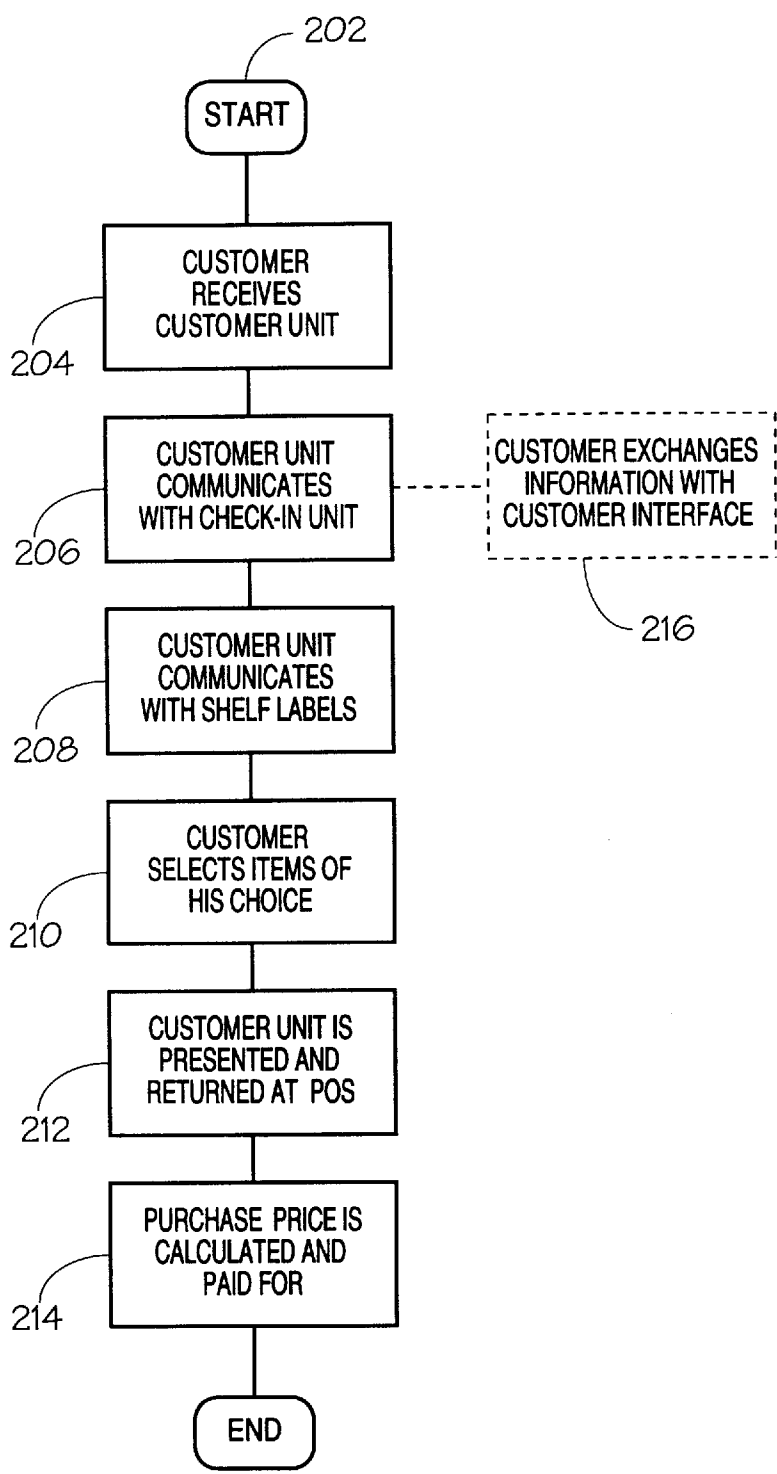 202
START
CUSTOMER
RECEIVES
CUSTOMER UNIT
204
CUSTOMER UNIT
COMMUNICATES
WITH CHECK-IN UNIT
206
CUSTOMER EXCHANGES
INFORMATION WITH
CUSTOMER INTERFACE
216
CUSTOMER UNIT
COMMUNICATES
WITH SHELF LABELS
208
CUSTOMER
SELECTS ITEMS OF
HIS CHOICE
210
CUSTOMER UNIT IS
PRESENTED AND
RETURNED AT POS
212
PURCHASE PRICE IS
CALCULATED AND
PAID FOR
214
END